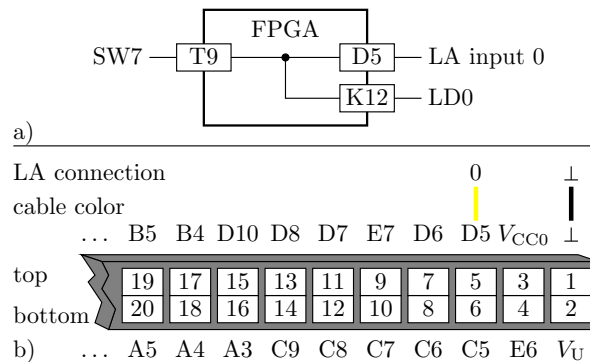 FPGA
SW7 T9 D5 LA input 0
K12 LD0
a)
LA connection 0 ⊥
cable color
... B5 B4 D10 D8 D7 E7 D6 D5 VCC0 ⊥
top 19 17 15 13 11 9 7 5 3 1
bottom 20 18 16 14 12 10 8 6 4 2
b) ... A5 A4 A3 C9 C8 C7 C6 C5 E6 VU